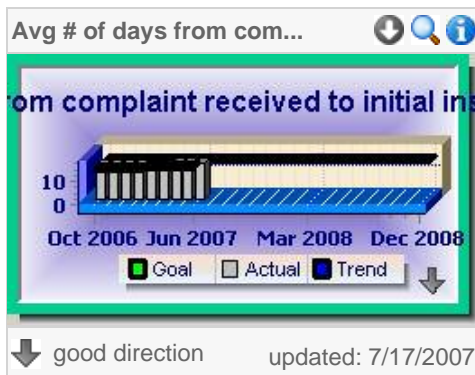 Avg # of days from com...
om complaint received to initial ins
10
0
Oct 2006 Jun 2007 Mar 2008 Dec 2008
Goal Actual Trend
good direction updated: 7/17/2007